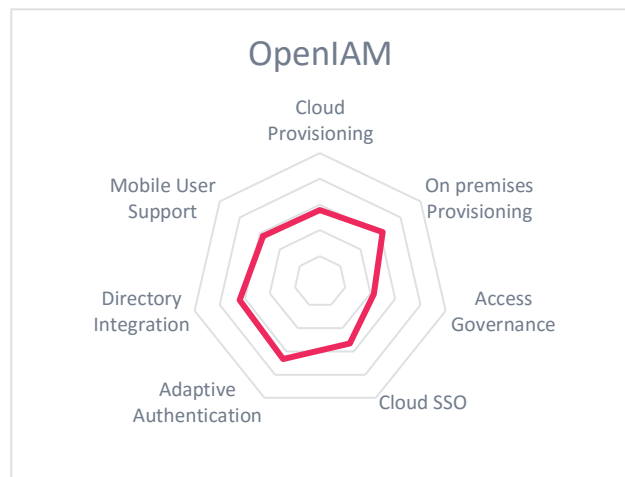 OpenIAM
Cloud
Provisioning
Mobile User
Support
On premises
Provisioning
Directory
Integration
Access
Governance
Adaptive
Authentication
Cloud SSO